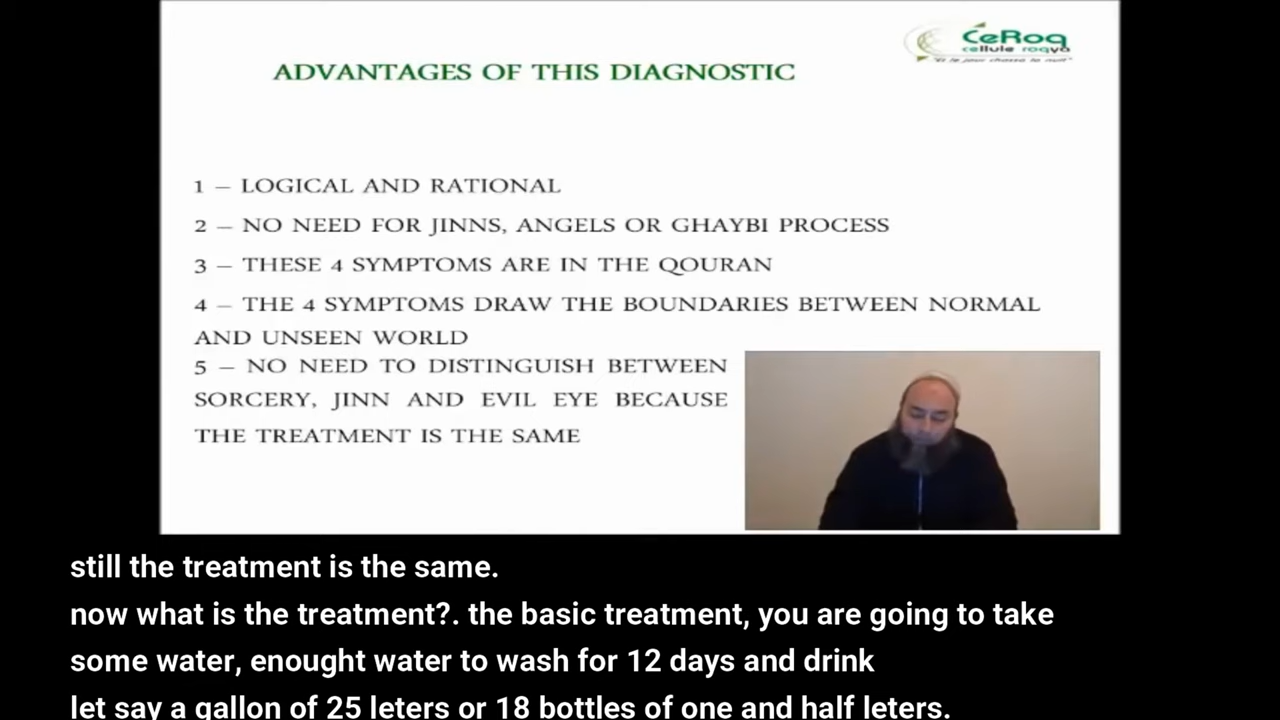 CeRoq
cellule roqya
ADVANTAGES OF THIS DIAGNOSTIC
1 – LOGICAL AND RATIONAL
2 – NO NEED FOR JINNS, ANGELS OR GHAYBI PROCESS
3 – THESE 4 SYMPTOMS ARE IN THE QOURAN
4 – THE 4 SYMPTOMS DRAW THE BOUNDARIES BETWEEN NORMAL
AND UNSEEN WORLD
5 – NO NEED TO DISTINGUISH BETWEEN
SORCERY, JINN AND EVIL EYE BECAUSE
THE TREATMENT IS THE SAME
still the treatment is the same.
now what is the treatment?. the basic treatment, you are going to take
some water, enought water to wash for 12 days and drink
let say a gallon of 25 leters or 18 bottles of one and half leters.